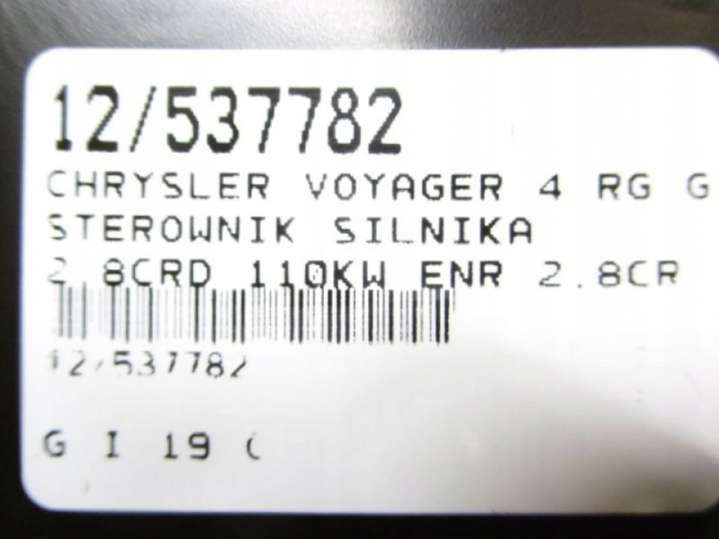 12/537782
CHRYSLER VOYAGER 4 RG G
STEROWNIK SILNIKA
2.8CRD 110KW ENR 2.8CR
12/537782
G I 19 (